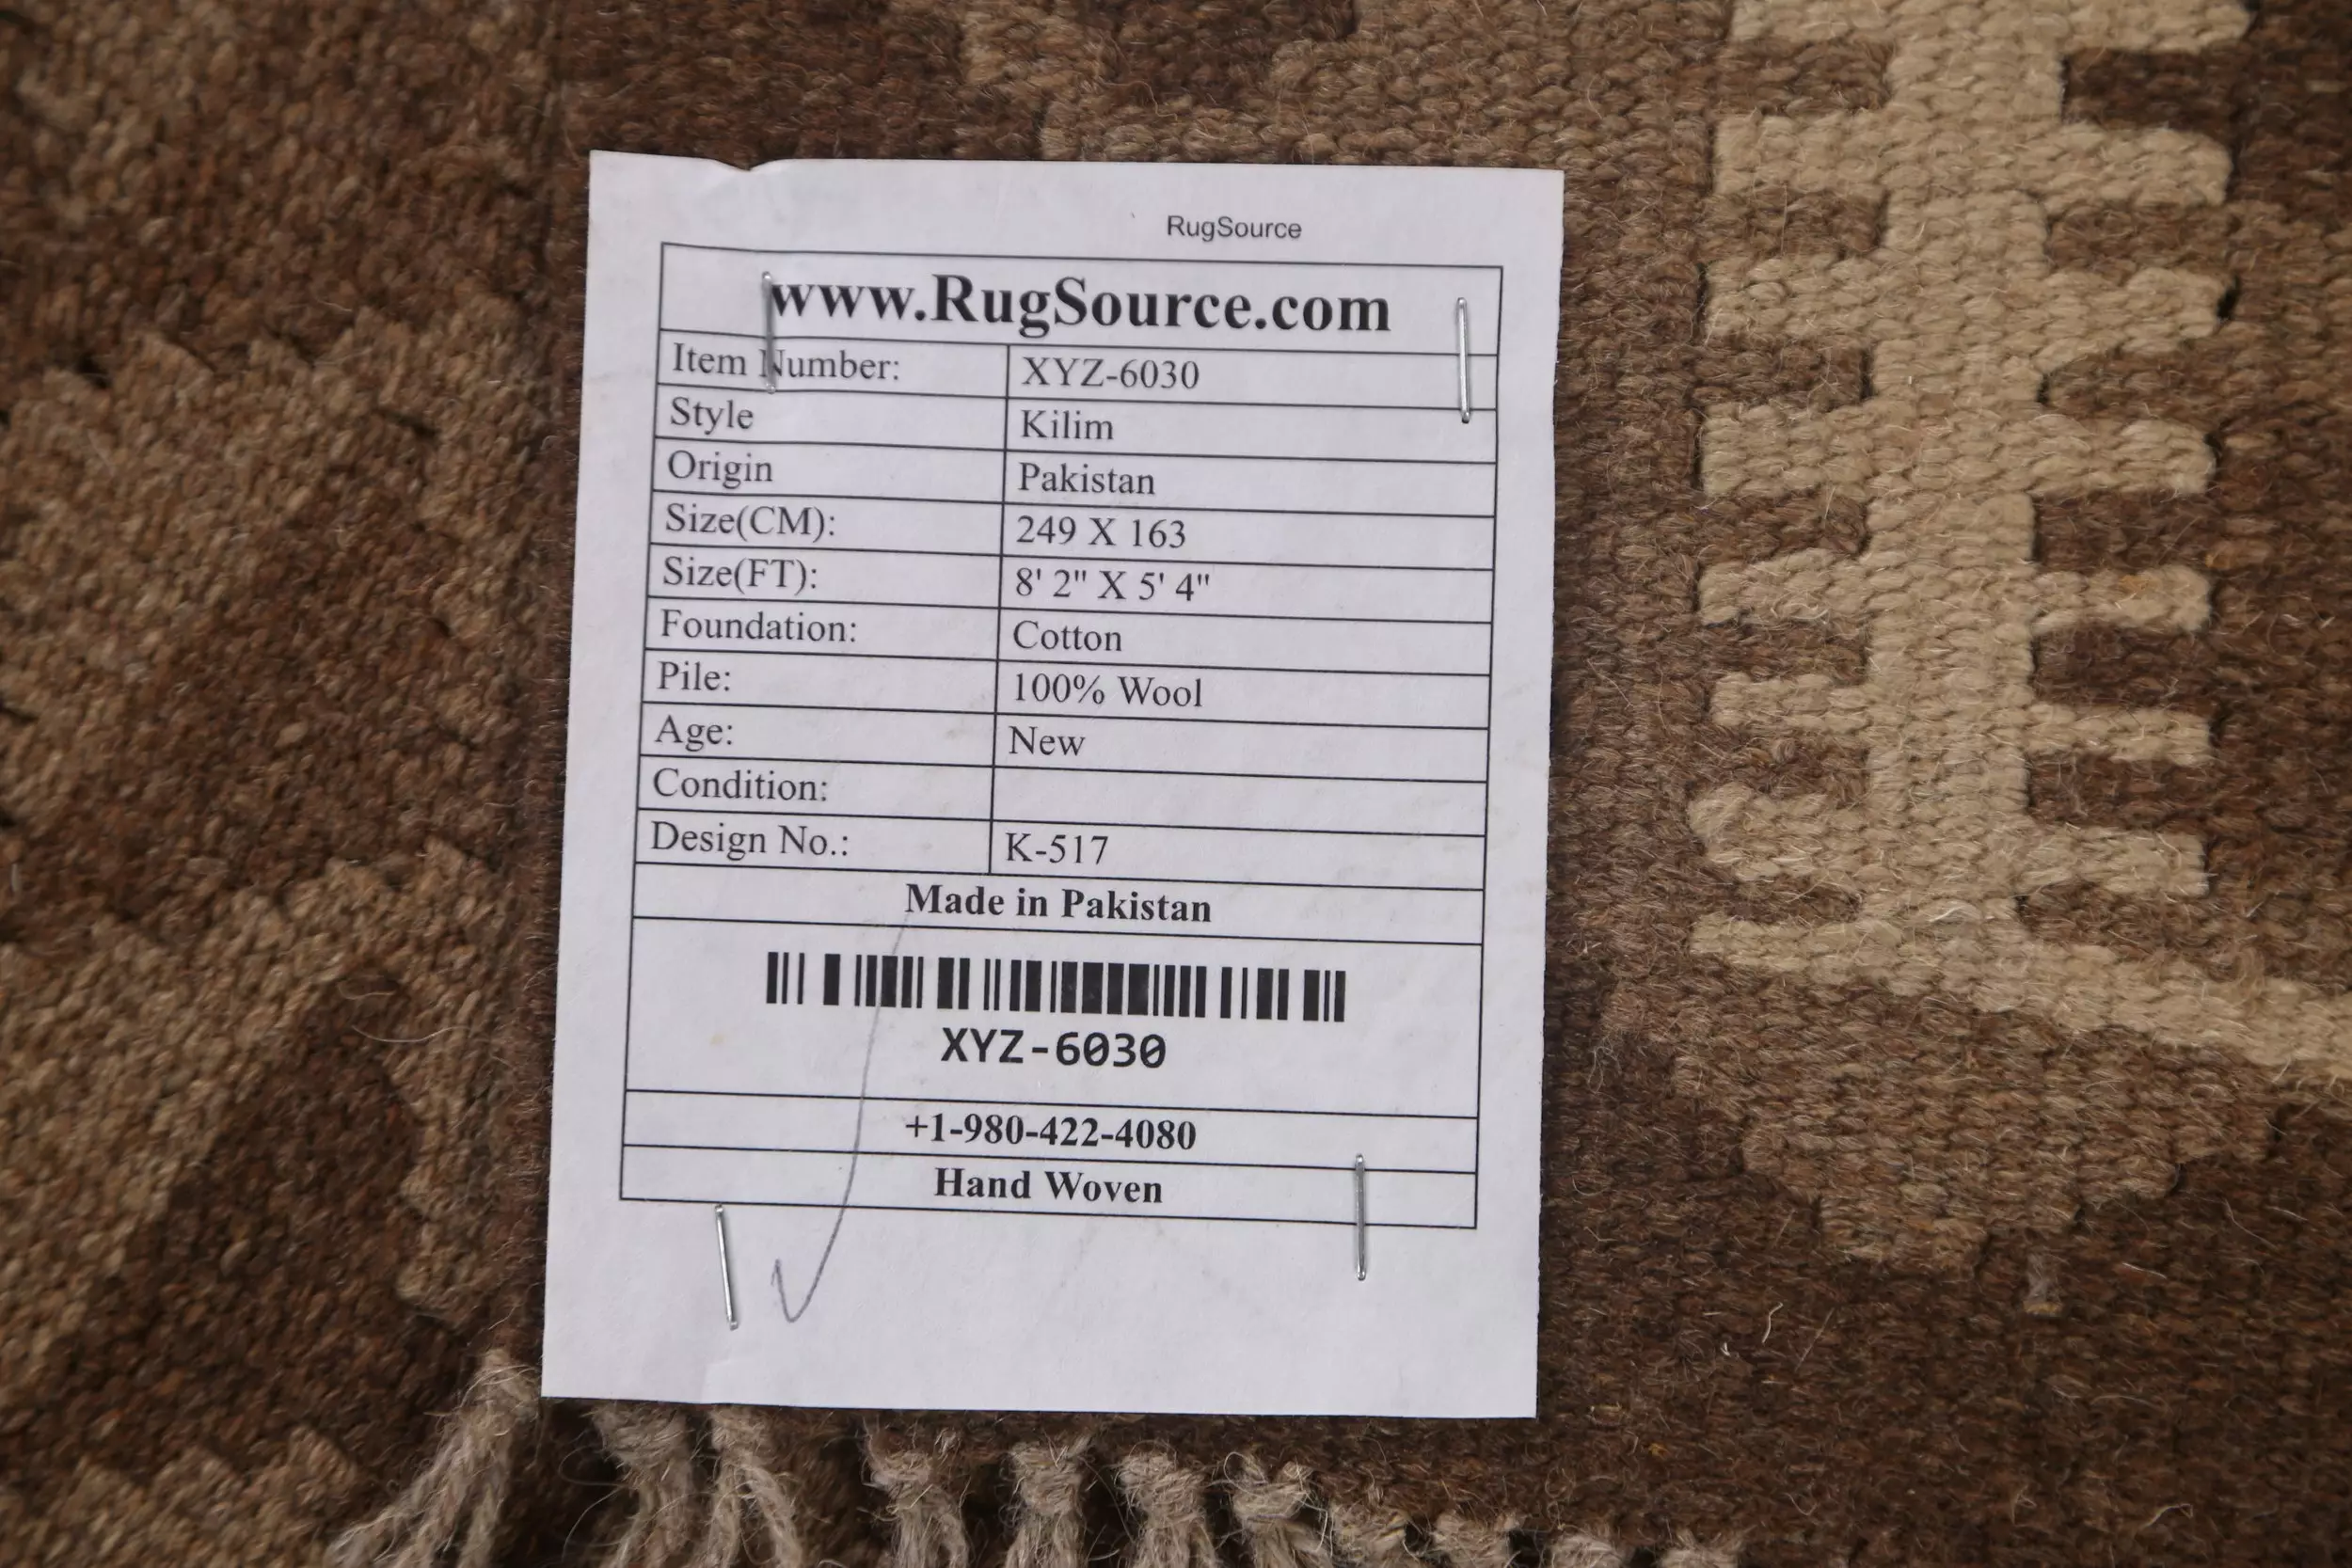 RugSource
www.RugSource.com
Item Number: XYZ-6030
Style Kilim
Origin Pakistan
Size(CM): 249 X 163
Size(FT): 8' 2" X 5' 4"
Foundation: Cotton
Pile: 100% Wool
Age: New
Condition:
Design No.: K-517
Made in Pakistan
XYZ-6030
+1-980-422-4080
Hand Woven